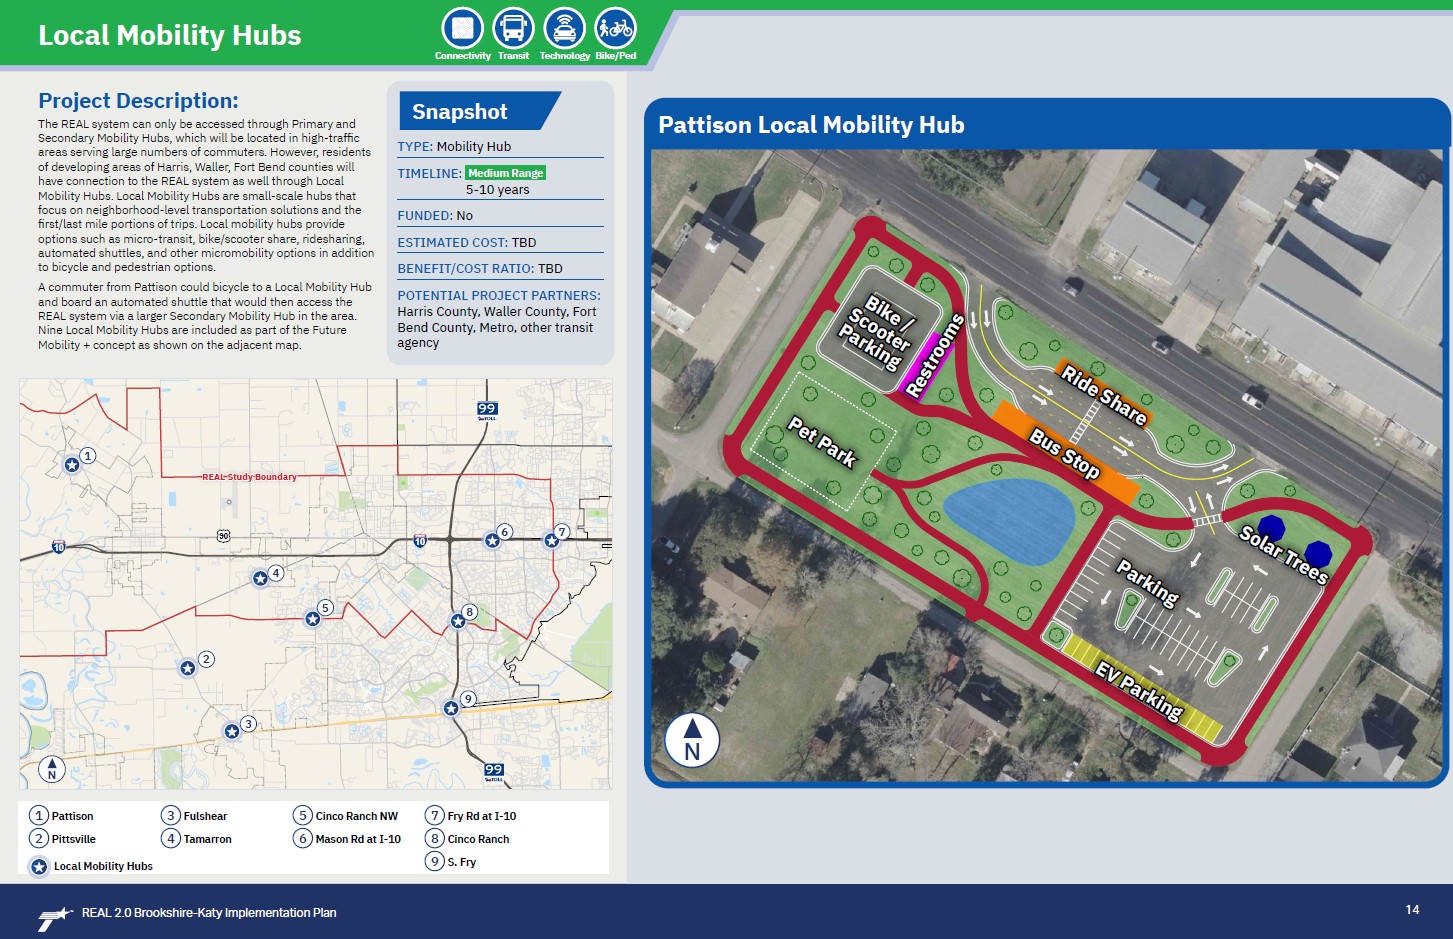 Local Mobility Hubs
Connectivity
Transit
Technology
Bike/Ped
Project Description:
The REAL system can only be accessed through Primary and
Secondary Mobility Hubs, which will be located in high-traffic
areas serving large numbers of commuters. However, residents
of developing areas of Harris, Waller, Fort Bend counties will
have connection to the REAL system as well through Local
Mobility Hubs. Local Mobility Hubs are small-scale hubs that
focus on neighborhood-level transportation solutions and the
first/last mile portions of trips. Local mobility hubs provide
options such as micro-transit, bike/scooter share, ridesharing,
automated shuttles, and other micromobility options in addition
to bicycle and pedestrian options.
A commuter from Pattison could bicycle to a Local Mobility Hub
and board an automated shuttle that would then access the
REAL system via a larger Secondary Mobility Hub in the area.
Nine Local Mobility Hubs are included as part of the Future
Mobility + concept as shown on the adjacent map.
Snapshot
TYPE: Mobility Hub
TIMELINE: Medium Range
5-10 years
FUNDED: No
ESTIMATED COST: TBD
BENEFIT/COST RATIO: TBD
POTENTIAL PROJECT PARTNERS:
Harris County, Waller County, Fort
Bend County, Metro, other transit
agency
99
1
REAL Study Boundary
90
10
10
6
7
4
5
8
2
9
3
99
N
1 Pattison
2 Pittsville
3 Fulshear
4 Tamarron
5 Cinco Ranch NW
6 Mason Rd at I-10
7 Fry Rd at I-10
8 Cinco Ranch
9 S. Fry
Local Mobility Hubs
Pattison Local Mobility Hub
Bike /
Scooter
Parking
Restrooms
Ride Share
Bus Stop
Pet Park
Solar Trees
Parking
EV Parking
N
REAL 2.0 Brookshire-Katy Implementation Plan
14